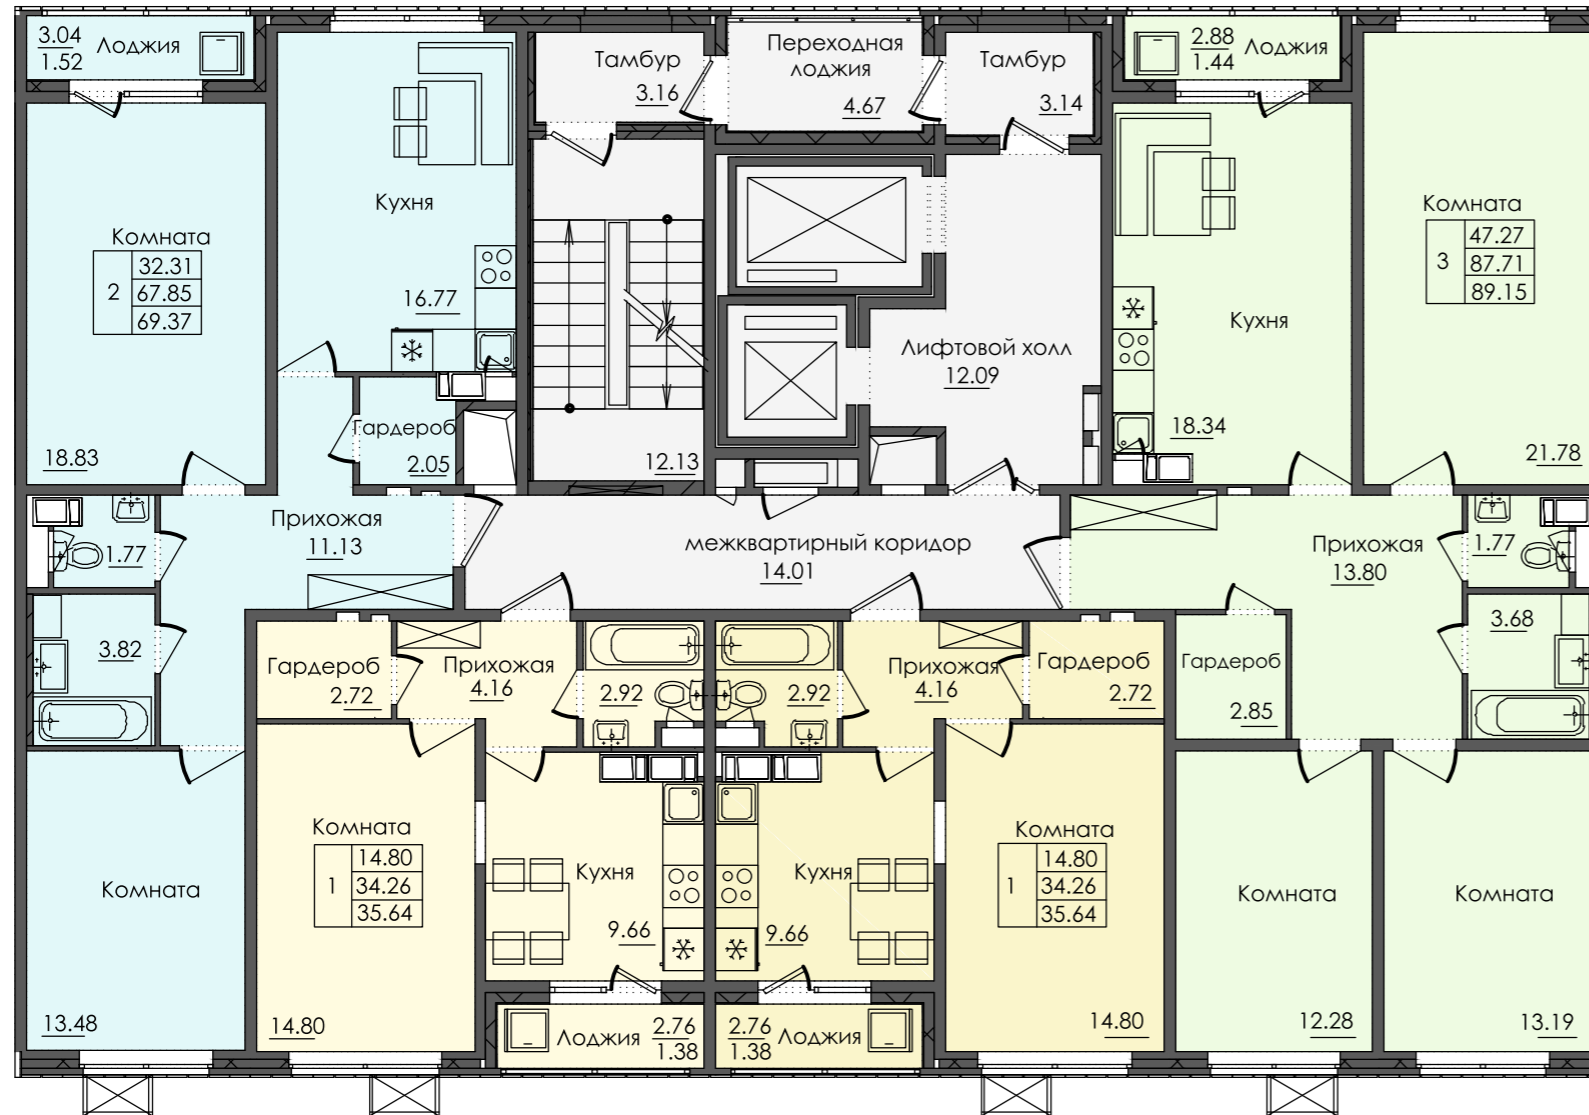 3.04
1.52
Лоджия
Тамбур
3.16
Переходная
лоджия
4.67
Тамбур
3.14
2.88
1.44
Лоджия
Комната
2
32.31
67.85
69.37
18.83
Кухня
16.77
Гардероб
2.05
12.13
Лифтовой холл
12.09
Кухня
18.34
Комната
3
47.27
87.71
89.15
21.78
1.77
Прихожая
11.13
межквартирный коридор
14.01
Прихожая
13.80
1.77
3.82
Гардероб
2.72
Прихожая
4.16
2.92
2.92
Прихожая
4.16
Гардероб
2.72
Гардероб
2.85
3.68
Комната
13.48
Комната
1
14.80
34.26
35.64
14.80
Кухня
9.66
Кухня
9.66
Комната
1
14.80
34.26
35.64
14.80
Комната
12.28
Комната
13.19
Лоджия
2.76
1.38
2.76
1.38
Лоджия